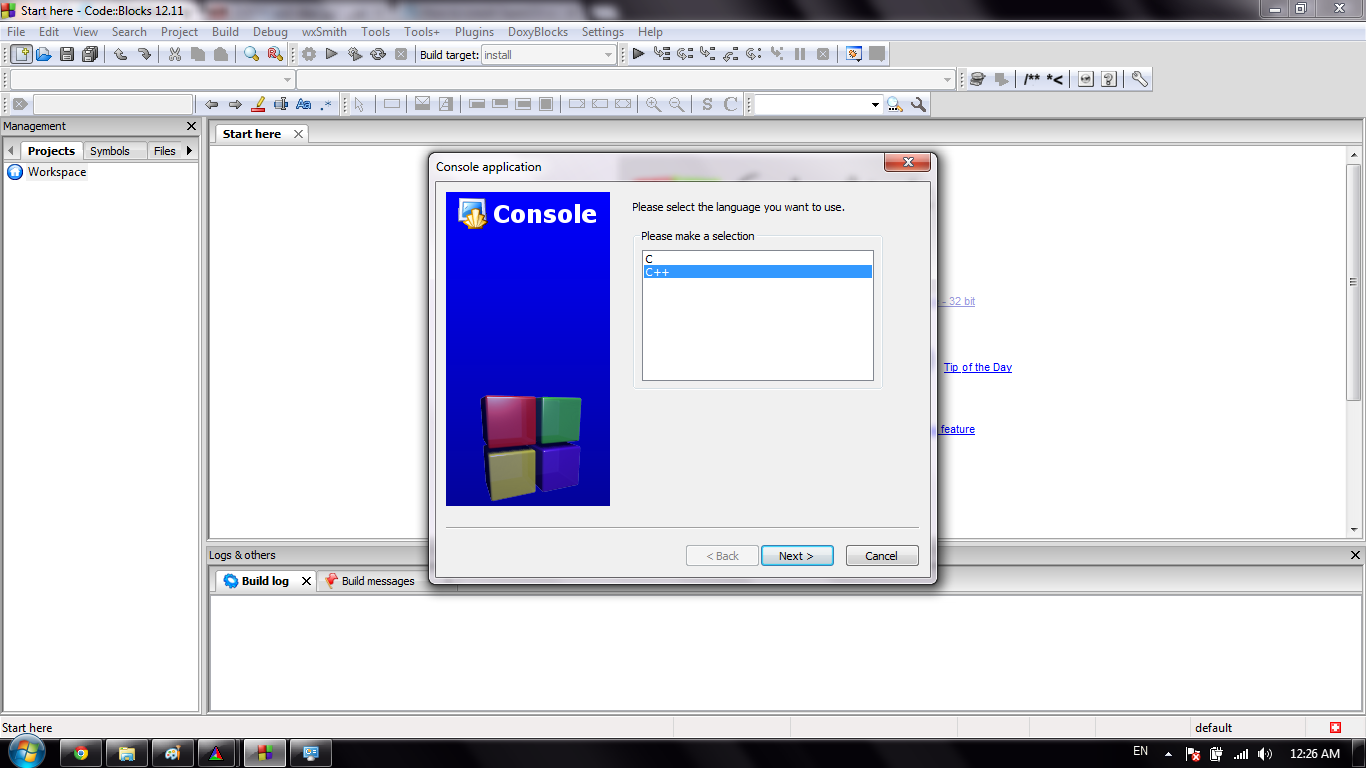 Start here - Code::Blocks 12.11
File Edit View Search Project Build Debug wxSmith Tools Tools+ Plugins DoxyBlocks Settings Help
Build target: install
/** *<
Aa .*
S C
Management
Start here
Projects Symbols Files
Workspace
Console application
Console
Please select the language you want to use.
Please make a selection
C
C++
- 32 bit
Tip of the Day
feature
< Back Next > Cancel
Logs & others
Build log Build messages
Start here default
EN 12:26 AM